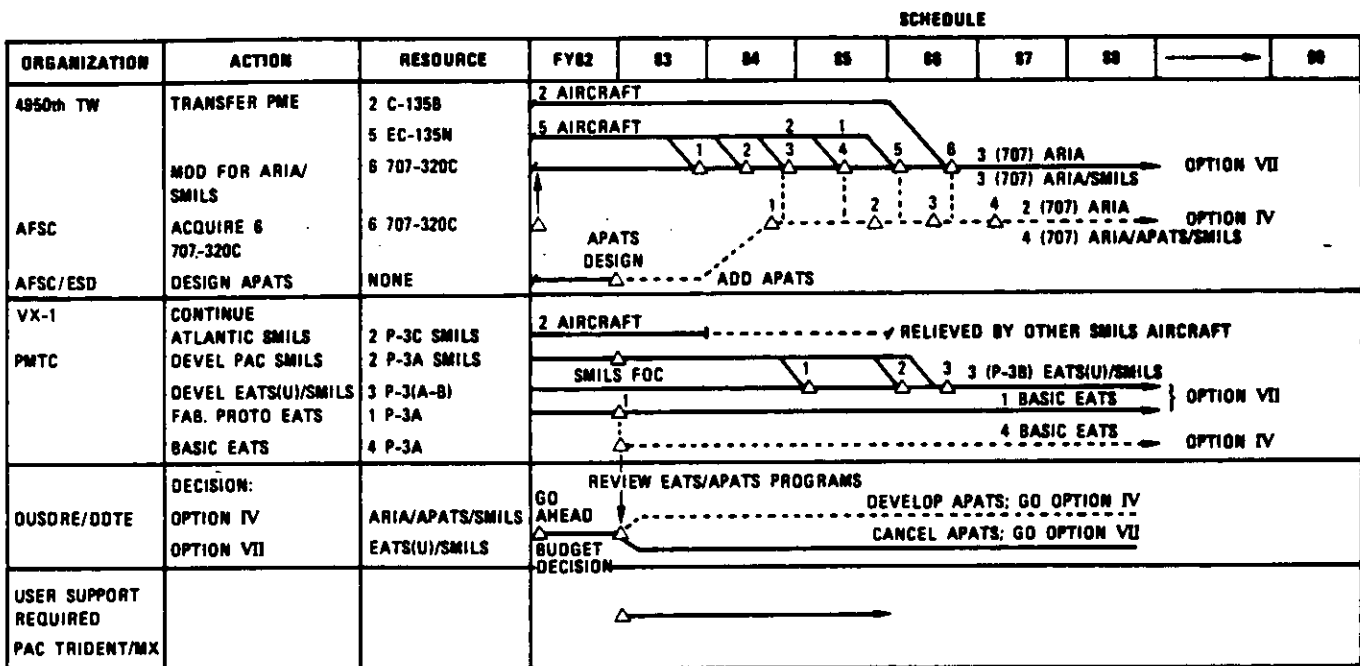 SCHEDULE
ORGANIZATION ACTION RESOURCE FY82 83 84 85 86 87 88 90
4950th TW TRANSFER PME 2 C-135B 2 AIRCRAFT
5 EC-135N 5 AIRCRAFT 2 1
MOD FOR ARIA/ 6 707-320C 1 2 3 4 5 6 3 (707) ARIA OPTION VII
SMILS 3 (707) ARIA/SMILS
AFSC ACQUIRE 6 6 707-320C 1 2 3 4 2 (707) ARIA OPTION IV
707-320C APATS 4 (707) ARIA/APATS/SMILS
DESIGN
AFSC/ESD DESIGN APATS NONE ADD APATS
VX-1 CONTINUE 2 AIRCRAFT
ATLANTIC SMILS 2 P-3C SMILS RELIEVED BY OTHER SMILS AIRCRAFT
PMTC DEVEL PAC SMILS 2 P-3A SMILS
SMILS FOC 1 2 3 3 (P-3B) EATS(U)/SMILS
DEVEL EATS(U)/SMILS 3 P-3(A-B) OPTION VII
FAB. PROTO EATS 1 P-3A 1 1 BASIC EATS
BASIC EATS 4 P-3A 4 BASIC EATS OPTION IV
DECISION: REVIEW EATS/APATS PROGRAMS
OUSDRE/DDTE OPTION IV ARIA/APATS/SMILS GO AHEAD DEVELOP APATS; GO OPTION IV
OPTION VII EATS(U)/SMILS BUDGET DECISION CANCEL APATS; GO OPTION VII
USER SUPPORT
REQUIRED
PAC TRIDENT/MX